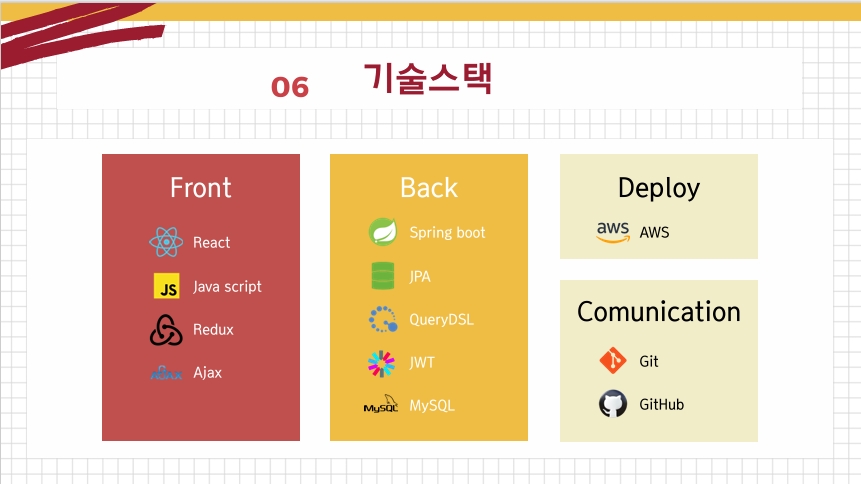 06 기술스택
Front
React
JS Java script
Redux
AJAX Ajax
Back
Spring boot
JPA
QueryDSL
JWT
MySQL MySQL
Deploy
aws AWS
Comunication
Git
GitHub